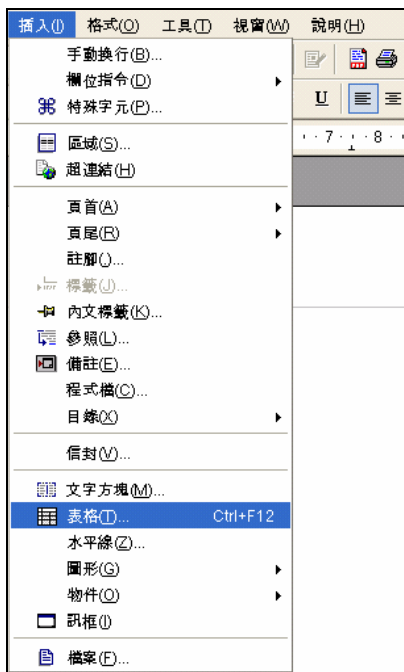 插入(I) 格式(O) 工具(T) 視窗(W) 說明(H)
手動換行(B)...
欄位指令(D)
特殊字元(P)...
U
區域(S)...
7 8
超連結(H)
頁首(A)
頁尾(R)
註腳()...
標籤(J)...
內文標籤(K)...
參照(L)...
備註(E)...
程式檔(C)...
目錄(X)
信封(V)...
文字方塊(M)...
表格(T)... Ctrl+F12
水平線(Z)...
圖形(G)
物件(O)
訊框(I)
檔案(F)...